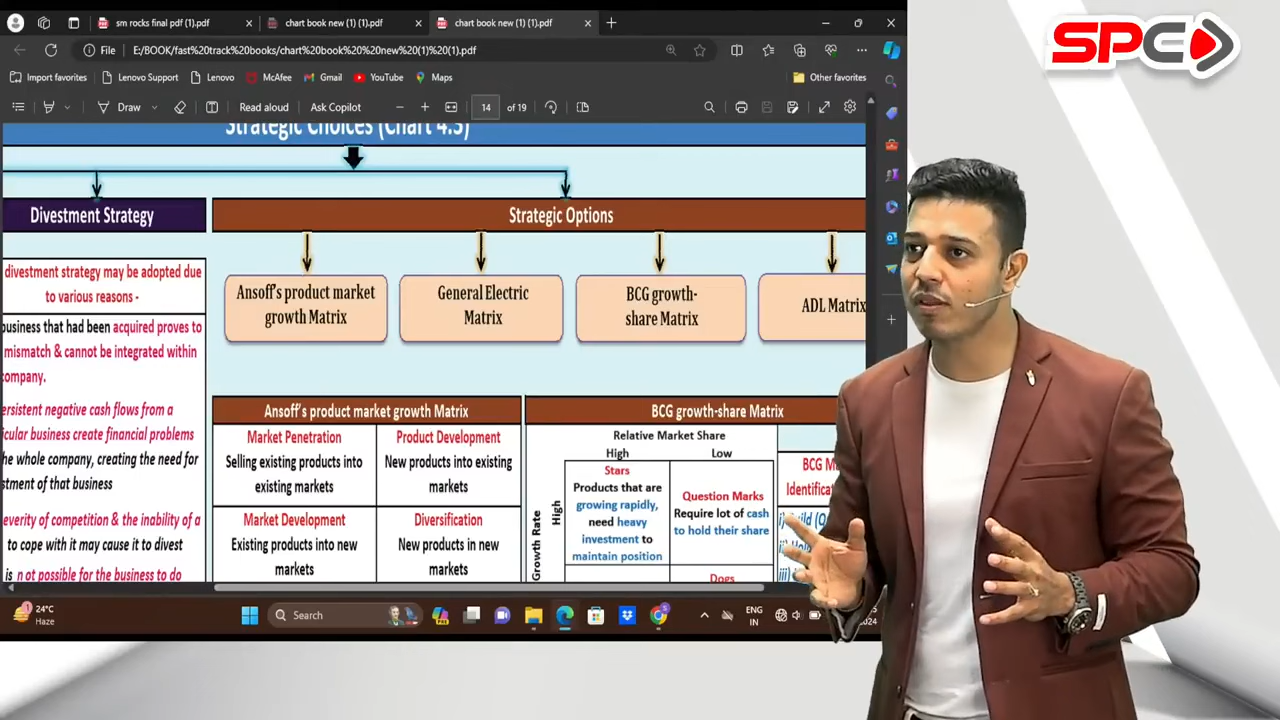 sm rocks final pdf (1).pdf
chart book new (1) (1).pdf
chart book new (1) (1).pdf
File
E:/BOOK/fast%20track%20books/chart%20book%20new%20(1)%20(1).pdf
Import favorites
Lenovo Support
Lenovo
McAfee
Gmail
YouTube
Maps
Other favorites
Draw
Read aloud
Ask Copilot
14
of 19
Strategic Choices (Chart 4.3)
Divestment Strategy
Strategic Options
divestment strategy may be adopted due
to various reasons -
business that had been acquired proves to
mismatch & cannot be integrated within
company.
ersistent negative cash flows from a
icular business create financial problems
he whole company, creating the need for
stment of that business
everity of competition & the inability of a
to cope with it may cause it to divest
is not possible for the business to do
Ansoff's product market
growth Matrix
General Electric
Matrix
BCG growth-
share Matrix
ADL Matrix
Ansoff's product market growth Matrix
Market Penetration
Selling existing products into
existing markets
Product Development
New products into existing
markets
Market Development
Existing products into new
markets
Diversification
New products in new
markets
BCG growth-share Matrix
Relative Market Share
High
Low
Growth Rate
High
Stars
Products that are
growing rapidly,
need heavy
investment to
maintain position
Question Marks
Require lot of cash
to hold their share
Dogs
BCG M
Identificat
24°C
Haze
Search
ENG
IN
SPC